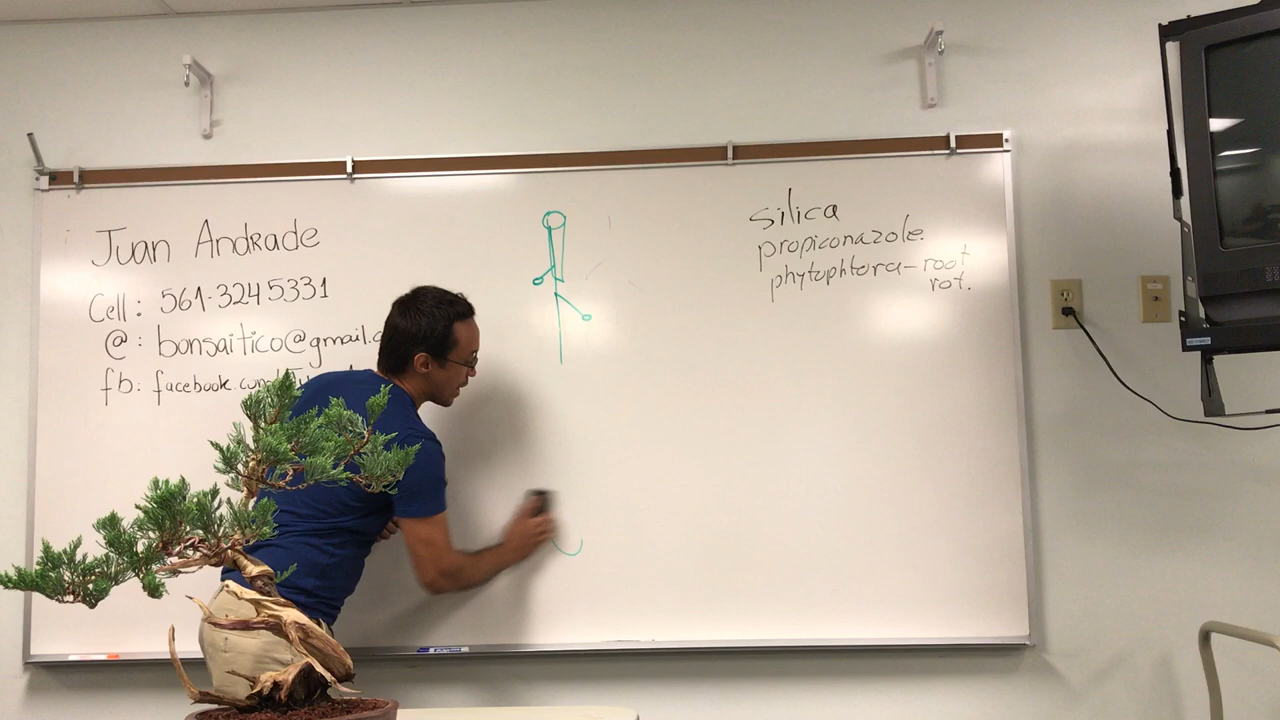 Juan Andrade
Cell: 561-324 5331
@: bonsaitico@gmail.c
fb: facebook.com/
silica
propiconazole.
phytophtora-root
rot.